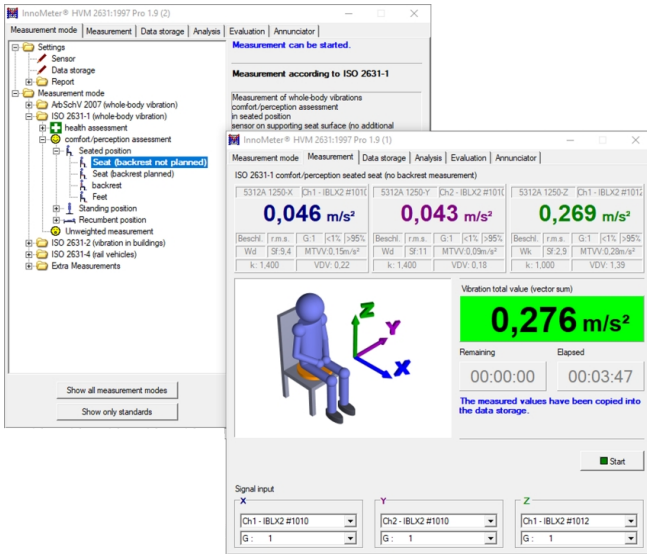 InnoMeter® HVM 2631:1997 Pro 1.9 (2)
Measurement mode Measurement Data storage Analysis Evaluation Annunciator
Settings
Sensor
Data storage
Report
Measurement mode
ArbSchV 2007 (whole-body vibration)
ISO 2631-1 (whole-body vibration)
health assessment
comfort/perception assessment
Seated position
Seat (backrest not planned)
Seat (backrest planned)
backrest
Feet
Standing position
Recumbent position
Unweighted measurement
ISO 2631-2 (vibration in buildings)
ISO 2631-4 (rail vehicles)
Extra Measurements
Show all measurement modes
Show only standards
Measurement can be started.
Measurement according to ISO 2631-1
Measurement of whole-body vibrations
comfort/perception assessment
in seated position
sensor on supporting seat surface (no additional
InnoMeter® HVM 2631:1997 Pro 1.9 (1)
Measurement mode Measurement Data storage Analysis Evaluation Annunciator
ISO 2631-1 comfort/perception seated seat (no backrest measurement)
5312A 1250-X Ch1 - IBLX2 #101( 5312A 1250-Y Ch2 - IBLX2 #101( 5312A 1250-Z Ch1 - IBLX2 #1012
0,046 m/s² 0,043 m/s² 0,269 m/s²
Beschl. r.m.s. G:1 <1% >95% Beschl. r.m.s. G:1 <1% >95% Beschl. r.m.s. G:1 <1% >95%
Wd Sf:9,4 MTVV:0,15m/s² Wd Sf:11 MTVV:0,09m/s² Wk Sf:2,9 MTVV:0,28m/s²
k: 1,400 VDV: 0,22 k: 1,400 VDV: 0,18 k: 1,000 VDV: 1,39
Z
Y
X
Vibration total value (vector sum)
0,276 m/s²
Remaining Elapsed
00:00:00 00:03:47
The measured values have been copied into
the data storage.
Start
Signal input
X Y Z
Ch1 - IBLX2 #1010 Ch2 - IBLX2 #1010 Ch1 - IBLX2 #1012
G : 1 G : 1 G : 1